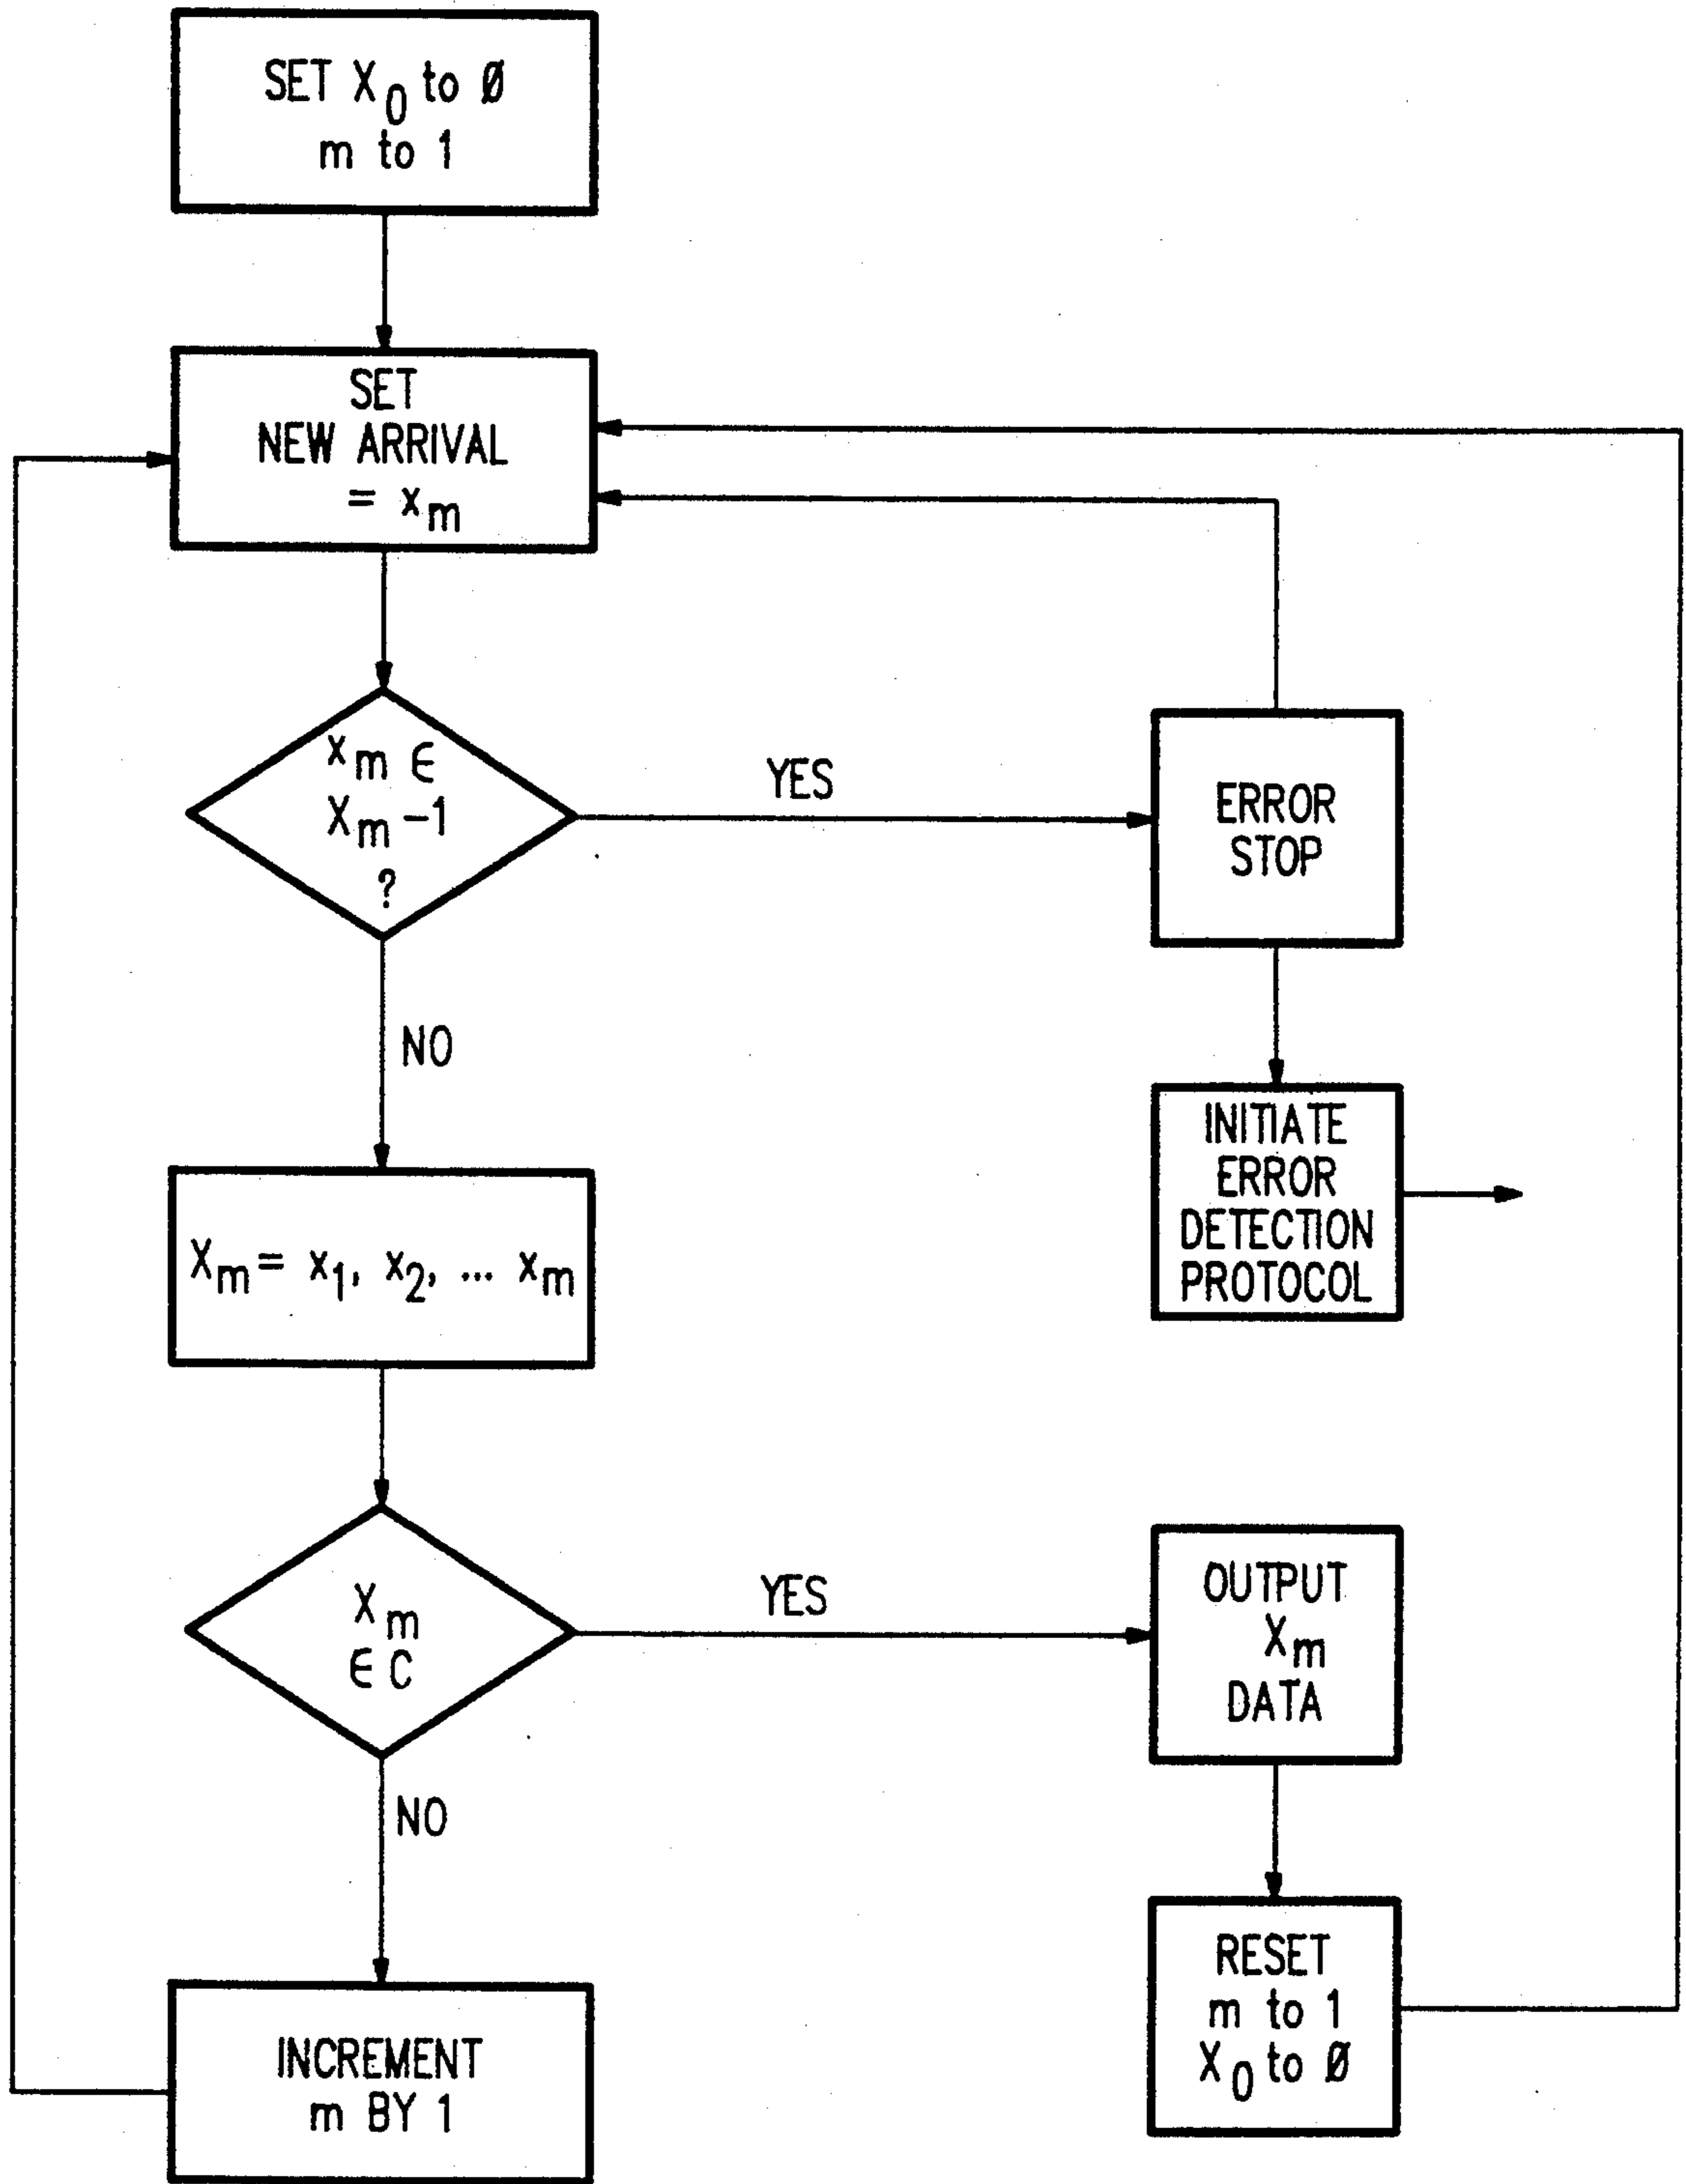 SET X₀ to Ø
m to 1
SET
NEW ARRIVAL
= xₘ
xₘ ∈
Xₘ-1
?
YES
ERROR
STOP
NO
INITIATE
ERROR
DETECTION
PROTOCOL
Xₘ= x₁, x₂, ... xₘ
Xₘ
∈ C
YES
OUTPUT
Xₘ
DATA
NO
RESET
m to 1
X₀ to Ø
INCREMENT
m BY 1